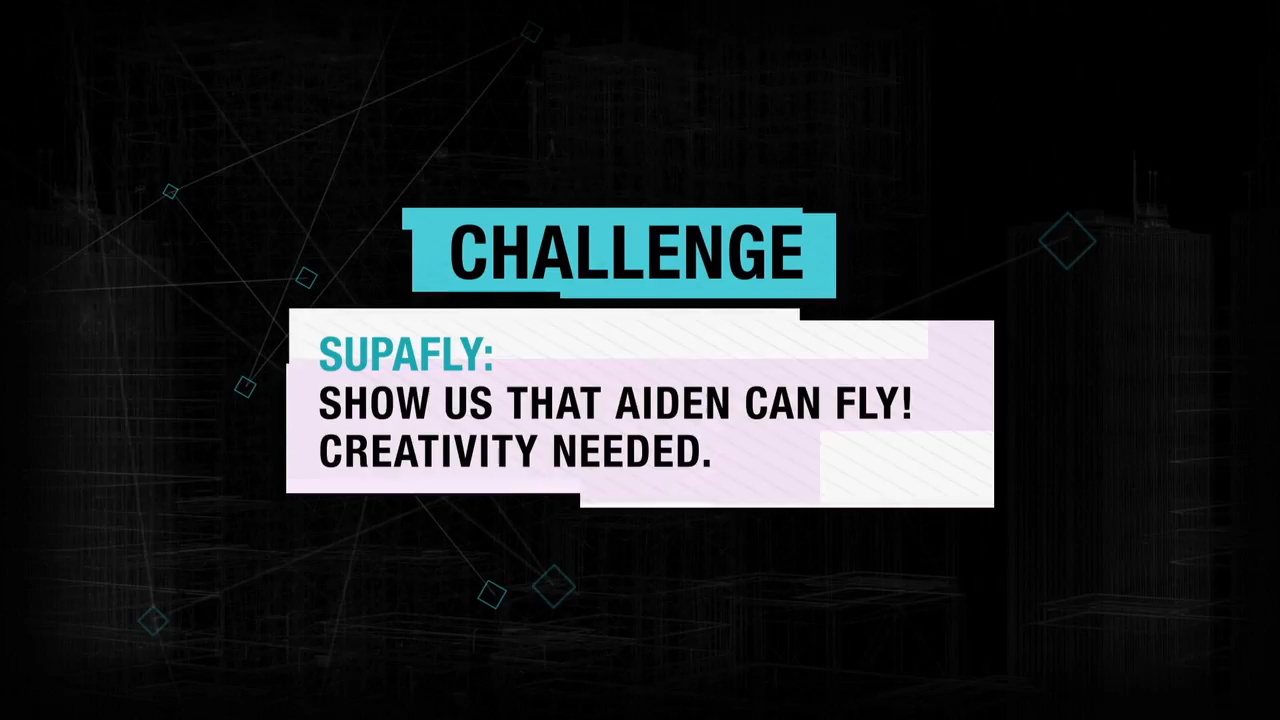 CHALLENGE
SUPAFLY:
SHOW US THAT AIDEN CAN FLY!
CREATIVITY NEEDED.